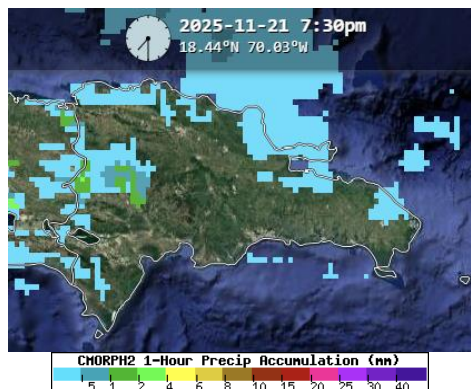 2025-11-21 7:30pm
18.44°N 70.03°W
CMORPH2 1-Hour Precip Accumulation (mm)
.5 1 2 4 6 8 10 15 20 25 30 40